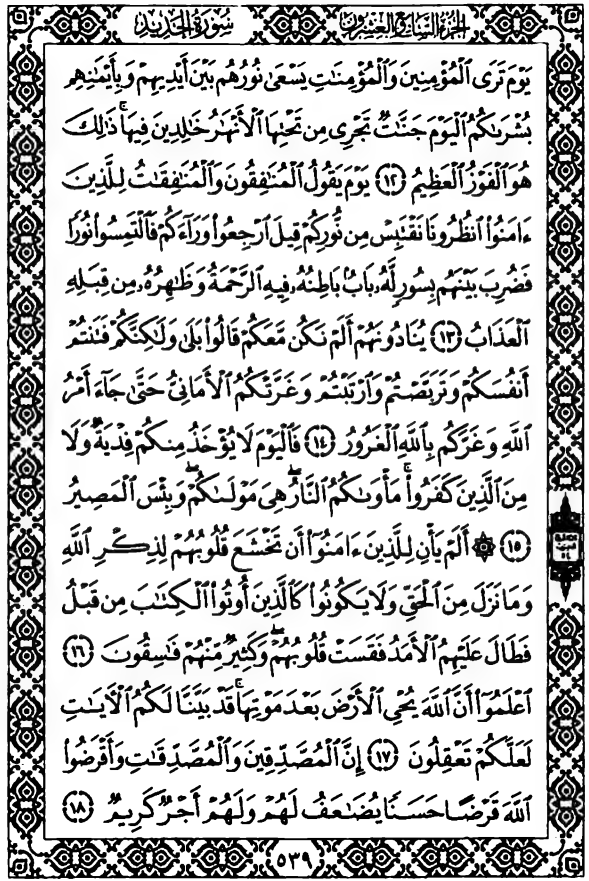 سُورَةُ الحَدِيدِ
الجُزْءُ السَّابِعُ وَالعِشْرُونَ
يَوْمَ تَرَى ٱلْمُؤْمِنِينَ وَٱلْمُؤْمِنَٰتِ يَسْعَىٰ نُورُهُم بَيْنَ أَيْدِيهِمْ وَبِأَيْمَٰنِهِم
بُشْرَىٰكُمُ ٱلْيَوْمَ جَنَّٰتٌ تَجْرِى مِن تَحْتِهَا ٱلْأَنْهَٰرُ خَٰلِدِينَ فِيهَا ۚ ذَٰلِكَ
هُوَ ٱلْفَوْزُ ٱلْعَظِيمُ ١٢ يَوْمَ يَقُولُ ٱلْمُنَٰفِقُونَ وَٱلْمُنَٰفِقَٰتُ لِلَّذِينَ
ءَامَنُوا۟ ٱنظُرُونَا نَقْتَبِسْ مِن نُّورِكُمْ قِيلَ ٱرْجِعُوا۟ وَرَآءَكُمْ فَٱلْتَمِسُوا۟ نُورًا
فَضُرِبَ بَيْنَهُم بِسُورٍ لَّهُۥ بَابٌۢ بَاطِنُهُۥ فِيهِ ٱلرَّحْمَةُ وَظَٰهِرُهُۥ مِن قِبَلِهِ
ٱلْعَذَابُ ١٣ يُنَادُونَهُمْ أَلَمْ نَكُن مَّعَكُمْ قَالُوا۟ بَلَىٰ وَلَٰكِنَّكُمْ فَتَنتُمْ
أَنفُسَكُمْ وَتَرَبَّصْتُمْ وَٱرْتَبْتُمْ وَغَرَّتْكُمُ ٱلْأَمَانِىُّ حَتَّىٰ جَآءَ أَمْرُ
ٱللَّهِ وَغَرَّكُم بِٱللَّهِ ٱلْغَرُورُ ١٤ فَٱلْيَوْمَ لَا يُؤْخَذُ مِنكُمْ فِدْيَةٌ وَلَا
مِنَ ٱلَّذِينَ كَفَرُوا۟ ۚ مَأْوَىٰكُمُ ٱلنَّارُ ۖ هِىَ مَوْلَىٰكُمْ ۖ وَبِئْسَ ٱلْمَصِيرُ
١٥ ۞ أَلَمْ يَأْنِ لِلَّذِينَ ءَامَنُوٓا۟ أَن تَخْشَعَ قُلُوبُهُمْ لِذِكْرِ ٱللَّهِ
وَمَا نَزَلَ مِنَ ٱلْحَقِّ وَلَا يَكُونُوا۟ كَٱلَّذِينَ أُوتُوا۟ ٱلْكِتَٰبَ مِن قَبْلُ
فَطَالَ عَلَيْهِمُ ٱلْأَمَدُ فَقَسَتْ قُلُوبُهُمْ ۖ وَكَثِيرٌ مِّنْهُمْ فَٰسِقُونَ ١٦
ٱعْلَمُوٓا۟ أَنَّ ٱللَّهَ يُحْىِ ٱلْأَرْضَ بَعْدَ مَوْتِهَا ۚ قَدْ بَيَّنَّا لَكُمُ ٱلْءَايَٰتِ
لَعَلَّكُمْ تَعْقِلُونَ ١٧ إِنَّ ٱلْمُصَّدِّقِينَ وَٱلْمُصَّدِّقَٰتِ وَأَقْرَضُوا۟
ٱللَّهَ قَرْضًا حَسَنًا يُضَٰعَفُ لَهُمْ وَلَهُمْ أَجْرٌ كَرِيمٌ ١٨
٥٣٩